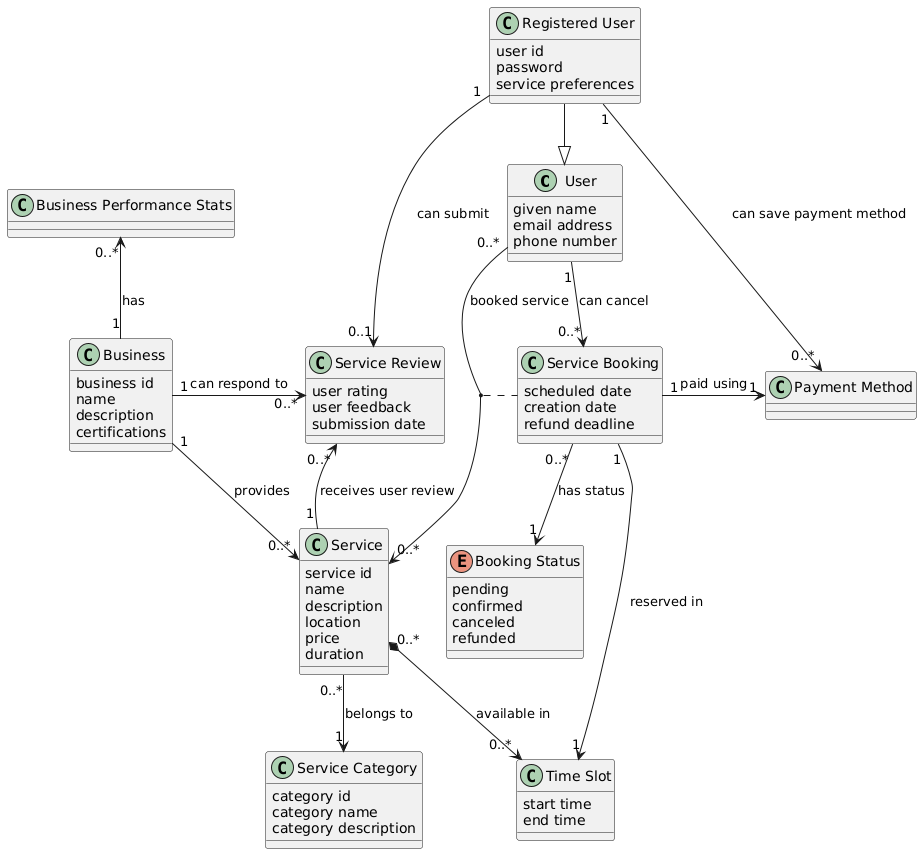 C Registered User
user id
password
service preferences
1
1
can submit
can save payment method
C User
given name
email address
phone number
0..*
1
C Business Performance Stats
0..*
has
1
booked service
can cancel
0..1
0..*
0..*
C Business
business id
name
description
certifications
1
can respond to
0..*
1
C Service Review
user rating
user feedback
submission date
0..*
C Service Booking
scheduled date
creation date
refund deadline
1
paid using
1
0..*
1
C Payment Method
provides
0..*
receives user review
1
0..*
has status
1
C Service
service id
name
description
location
price
duration
0..*
0..*
E Booking Status
pending
confirmed
canceled
refunded
reserved in
belongs to
1
available in
0..*
1
C Service Category
category id
category name
category description
C Time Slot
start time
end time